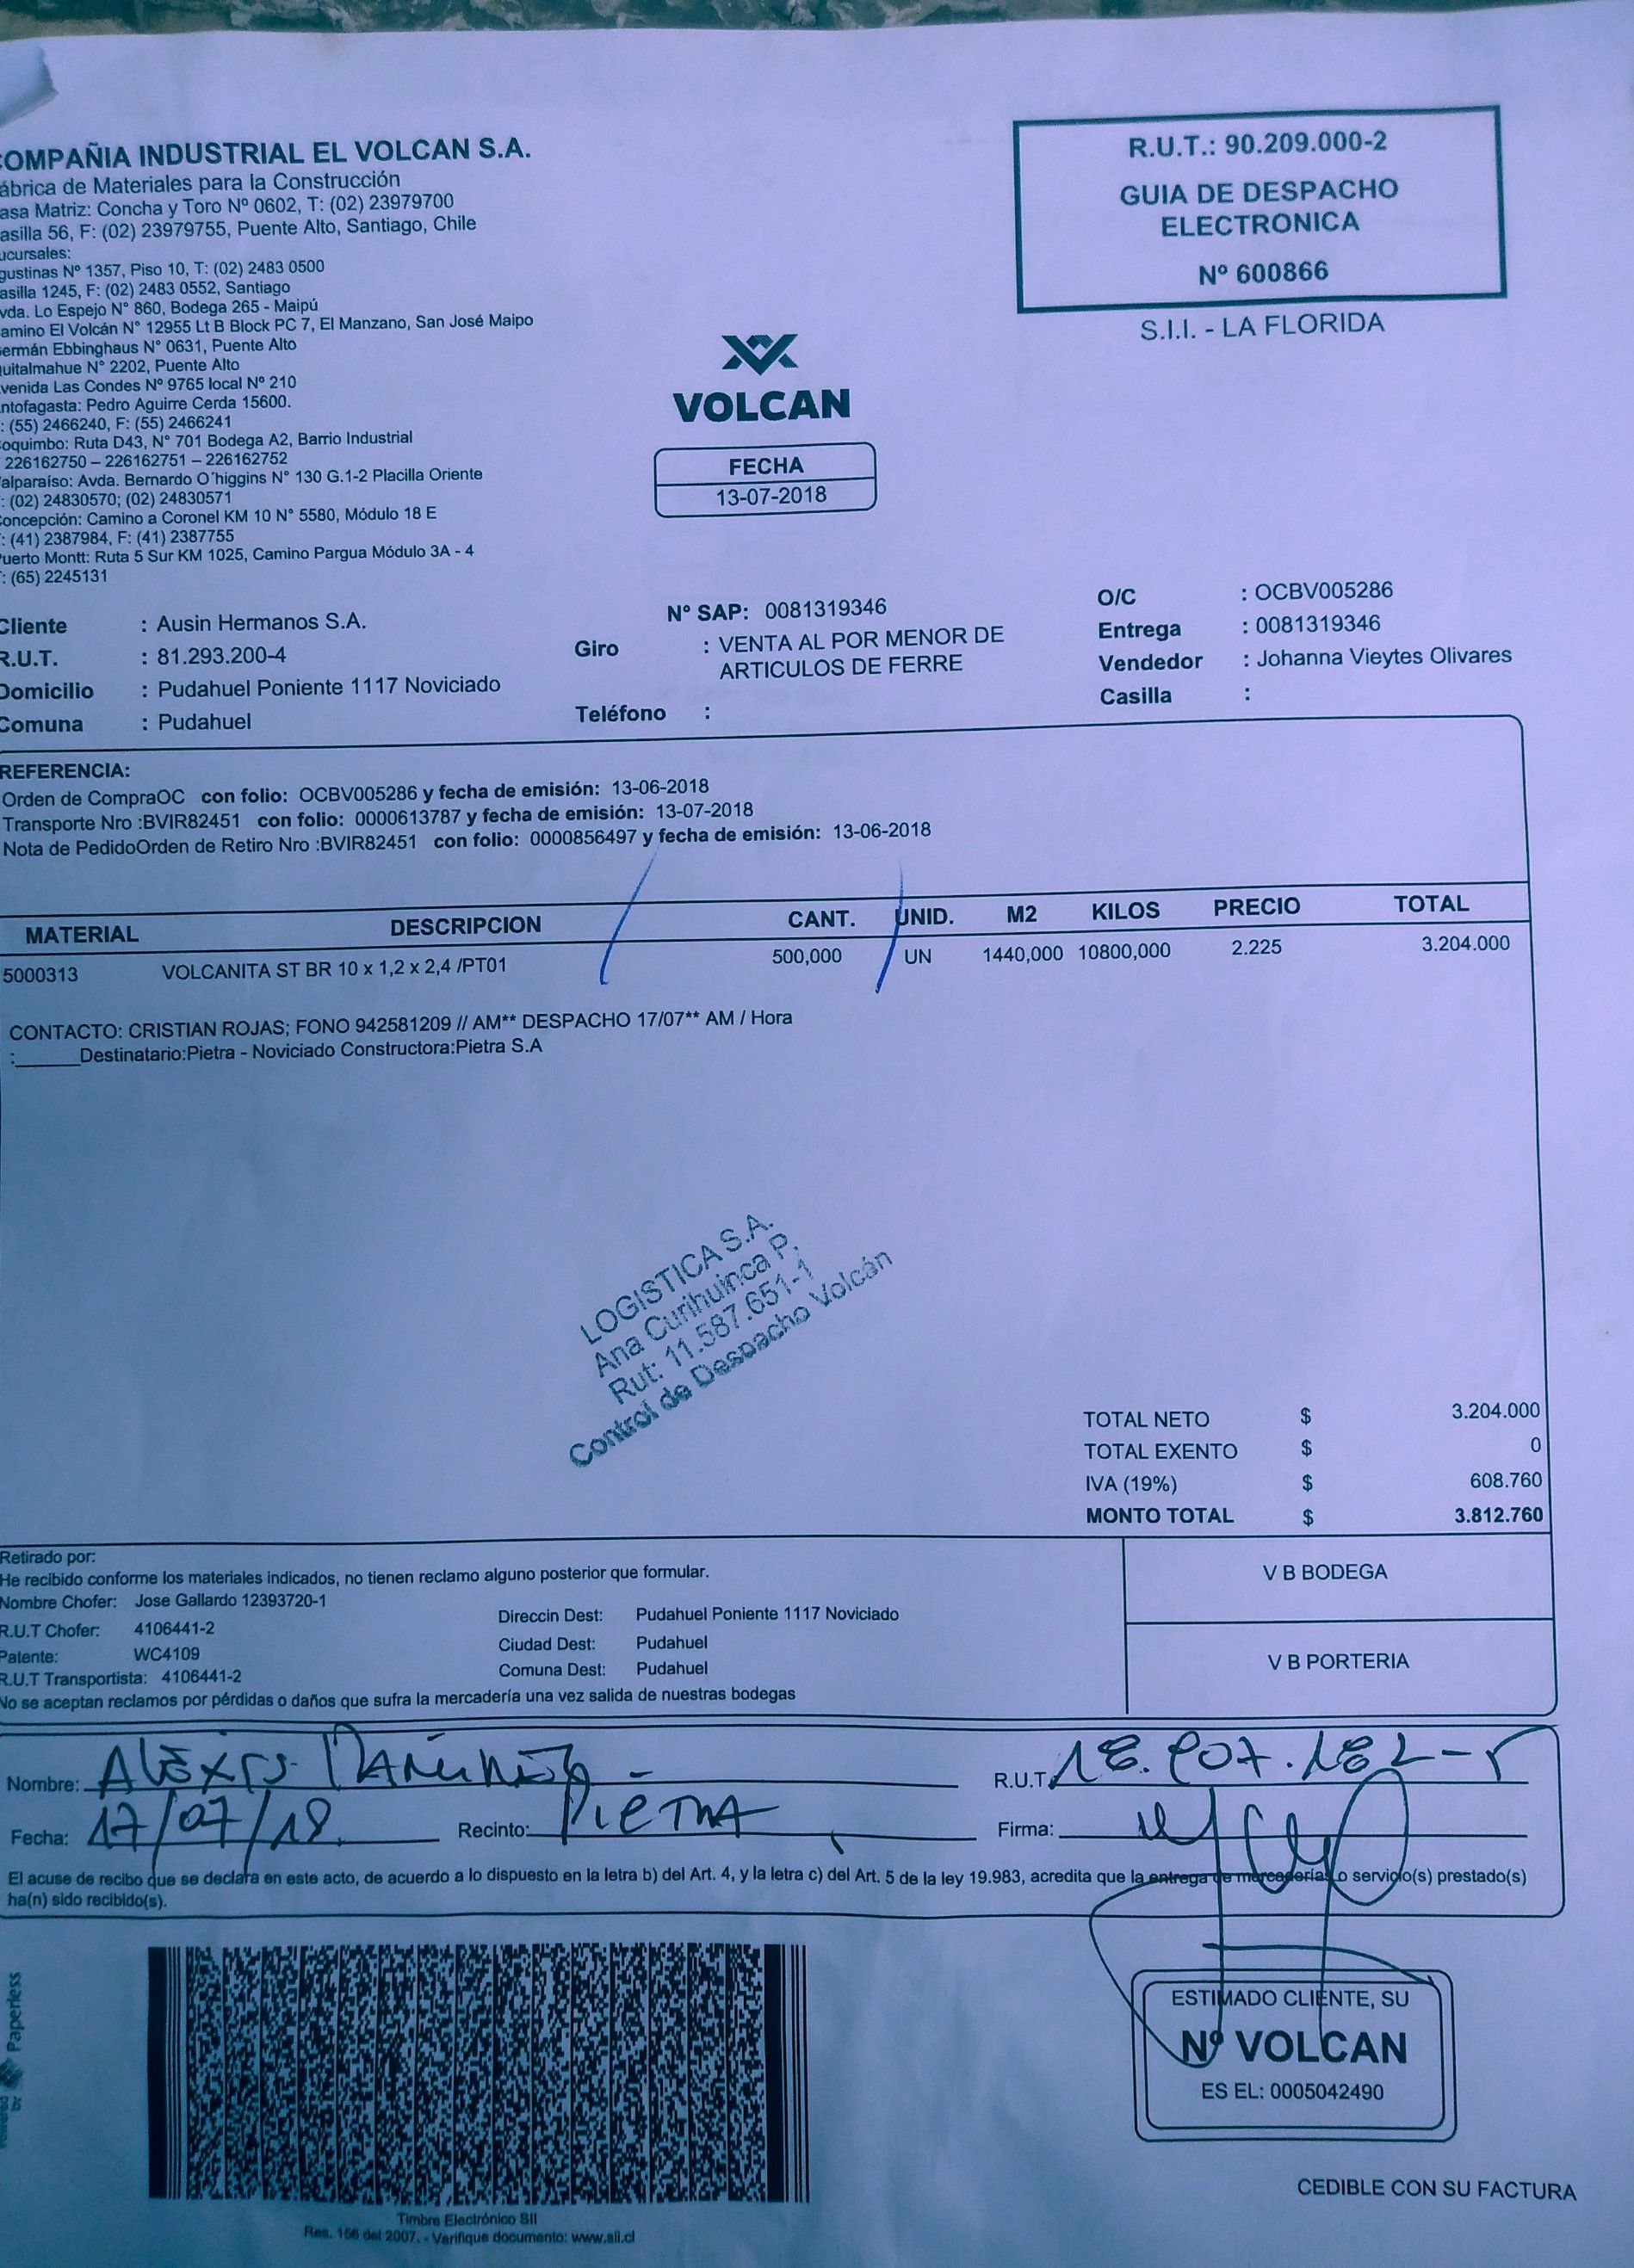 OMPAÑIA INDUSTRIAL EL VOLCAN S.A.
ábrica de Materiales para la Construcción
asa Matriz: Concha y Toro Nº 0602, T: (02) 23979700
asilla 56, F: (02) 23979755, Puente Alto, Santiago, Chile
ucursales:
gustinas Nº 1357, Piso 10, T: (02) 2483 0500
asilla 1245, F: (02) 2483 0552, Santiago
vda. Lo Espejo N° 860, Bodega 265 - Maipú
amino El Volcán N° 12955 Lt B Block PC 7, El Manzano, San José Maipo
ermán Ebbinghaus N° 0631, Puente Alto
uitalmahue N° 2202, Puente Alto
venida Las Condes Nº 9765 local Nº 210
ntofagasta: Pedro Aguirre Cerda 15600.
: (55) 2466240, F: (55) 2466241
oquimbo: Ruta D43, N° 701 Bodega A2, Barrio Industrial
226162750 – 226162751 – 226162752
alparaíso: Avda. Bernardo O´higgins N° 130 G.1-2 Placilla Oriente
: (02) 24830570; (02) 24830571
oncepción: Camino a Coronel KM 10 N° 5580, Módulo 18 E
: (41) 2387984, F: (41) 2387755
uerto Montt: Ruta 5 Sur KM 1025, Camino Pargua Módulo 3A - 4
: (65) 2245131
R.U.T.: 90.209.000-2
GUIA DE DESPACHO
ELECTRONICA
Nº 600866
S.I.I. - LA FLORIDA
VOLCAN
FECHA
13-07-2018
Cliente : Ausin Hermanos S.A.
R.U.T. : 81.293.200-4
Domicilio : Pudahuel Poniente 1117 Noviciado
Comuna : Pudahuel
Nº SAP: 0081319346
Giro : VENTA AL POR MENOR DE
ARTICULOS DE FERRE
Teléfono :
O/C : OCBV005286
Entrega : 0081319346
Vendedor : Johanna Vieytes Olivares
Casilla :
REFERENCIA:
Orden de CompraOC con folio: OCBV005286 y fecha de emisión: 13-06-2018
Transporte Nro :BVIR82451 con folio: 0000613787 y fecha de emisión: 13-07-2018
Nota de PedidoOrden de Retiro Nro :BVIR82451 con folio: 0000856497 y fecha de emisión: 13-06-2018
MATERIAL DESCRIPCION CANT. UNID. M2 KILOS PRECIO TOTAL
5000313 VOLCANITA ST BR 10 x 1,2 x 2,4 /PT01 500,000 UN 1440,000 10800,000 2.225 3.204.000
CONTACTO: CRISTIAN ROJAS; FONO 942581209 // AM** DESPACHO 17/07** AM / Hora
:______Destinatario:Pietra - Noviciado Constructora:Pietra S.A
LOGISTICA S.A.
Ana Curihuinca P.
Rut: 11.587.651-1
Control de Despacho Volcán
TOTAL NETO $ 3.204.000
TOTAL EXENTO $ 0
IVA (19%) $ 608.760
MONTO TOTAL $ 3.812.760
Retirado por:
He recibido conforme los materiales indicados, no tienen reclamo alguno posterior que formular.
Nombre Chofer: Jose Gallardo 12393720-1
R.U.T Chofer: 4106441-2
Patente: WC4109
R.U.T Transportista: 4106441-2
Direccin Dest: Pudahuel Poniente 1117 Noviciado
Ciudad Dest: Pudahuel
Comuna Dest: Pudahuel
No se aceptan reclamos por pérdidas o daños que sufra la mercadería una vez salida de nuestras bodegas
V B BODEGA
V B PORTERIA
Nombre: ALEXIS
R.U.T.
Fecha: 17/07/18
Recinto: PIETRA
Firma:
El acuse de recibo que se declara en este acto, de acuerdo a lo dispuesto en la letra b) del Art. 4, y la letra c) del Art. 5 de la ley 19.983, acredita que la entrega de mercaderías o servicio(s) prestado(s)
ha(n) sido recibido(s).
Powered by Paperless
Timbre Electrónico SII
Res. 156 del 2007. - Verifique documento: www.sii.cl
ESTIMADO CLIENTE, SU
Nº VOLCAN
ES EL: 0005042490
CEDIBLE CON SU FACTURA